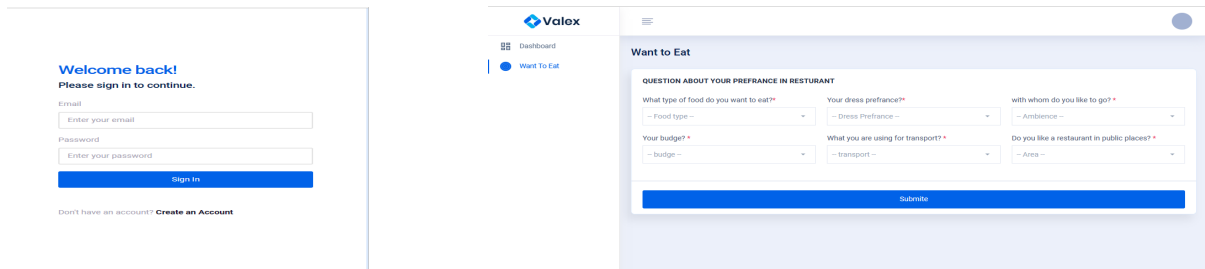 Welcome back!
Please sign in to continue.
Email
Enter your email
Password
Enter your password
Sign In
Don't have an account? Create an Account
Valex
Dashboard
Want To Eat
Want to Eat
QUESTION ABOUT YOUR PREFRANCE IN RESTURANT
What type of food do you want to eat?* Your dress prefrance?* with whom do you like to go? *
-- Food type -- -- Dress Prefrance -- -- Ambience --
Your budge? * What you are using for transport? * Do you like a restaurant in public places? *
-- budge -- -- transport -- -- Area --
Submite